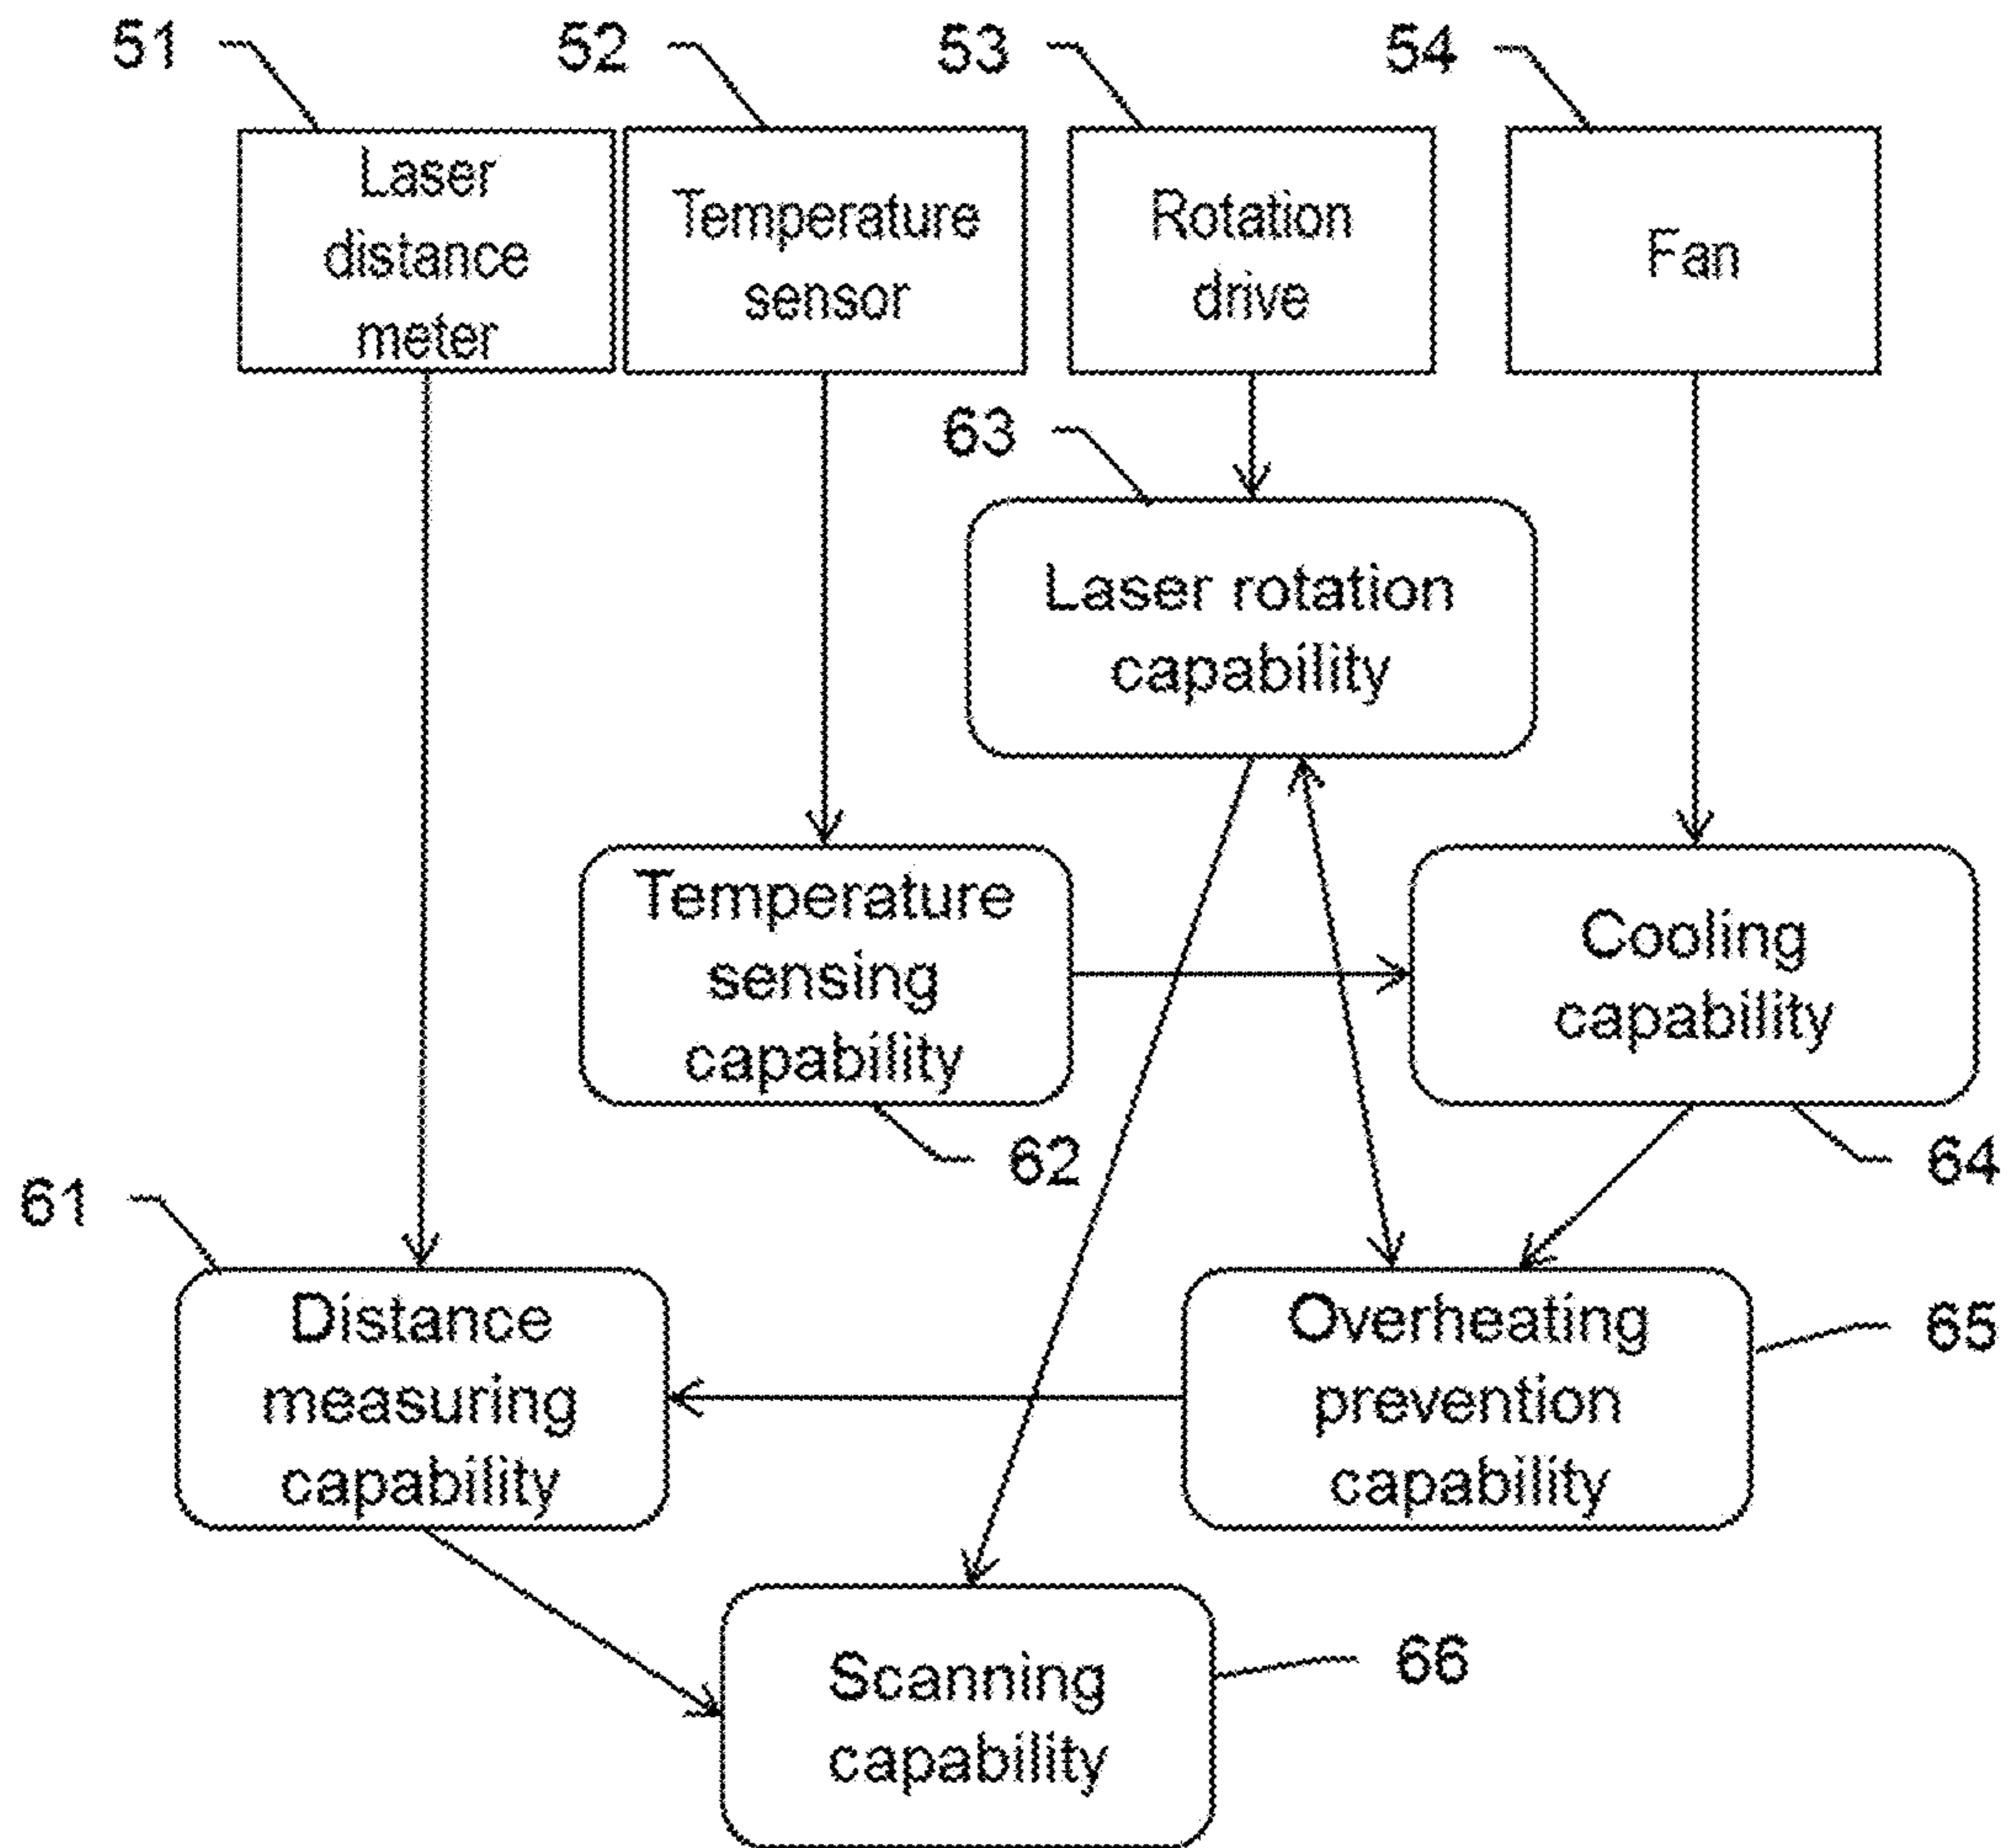 51
52
53
54
Laser
distance
meter
Temperature
sensor
Rotation
drive
Fan
63
Laser rotation
capability
Temperature
sensing
capability
Cooling
capability
62
64
61
Distance
measuring
capability
Overheating
prevention
capability
65
Scanning
capability
66